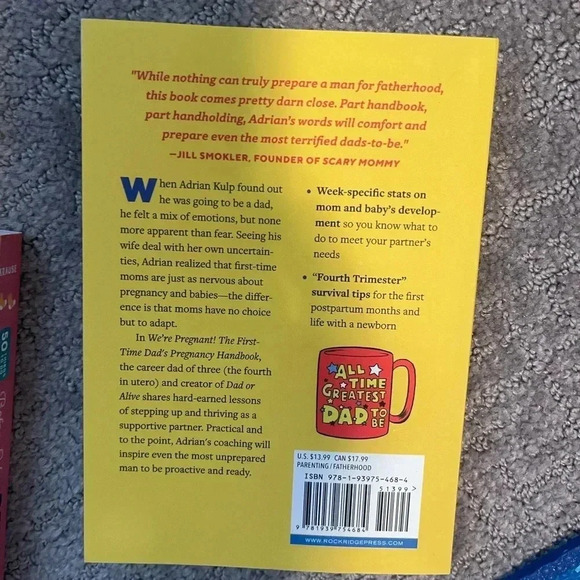 "While nothing can truly prepare a man for fatherhood,
this book comes pretty darn close. Part handbook,
part handholding, Adrian's words will comfort and
prepare even the most terrified dads-to-be."
—JILL SMOKLER, FOUNDER OF SCARY MOMMY
When Adrian Kulp found out
he was going to be a dad,
he felt a mix of emotions, but none
more apparent than fear. Seeing his
wife deal with her own uncertain-
ties, Adrian realized that first-time
moms are just as nervous about
pregnancy and babies—the differ-
ence is that moms have no choice
but to adapt.
In We're Pregnant! The First-
Time Dad's Pregnancy Handbook,
the career dad of three (the fourth
in utero) and creator of Dad or
Alive shares hard-earned lessons
of stepping up and thriving as a
supportive partner. Practical and
to the point, Adrian's coaching will
inspire even the most unprepared
man to be proactive and ready.
• Week-specific stats on
mom and baby's develop-
ment so you know what to
do to meet your partner's
needs
• "Fourth Trimester"
survival tips for the first
postpartum months and
life with a newborn
ALL
TIME
GREATEST
DAD TO
BE
U.S. $13.99 CAN $17.99
PARENTING/FATHERHOOD
ISBN 978-1-93975-468-4
51399>
9 781939 754684
WWW.ROCKRIDGEPRESS.COM
KRAUSE
50